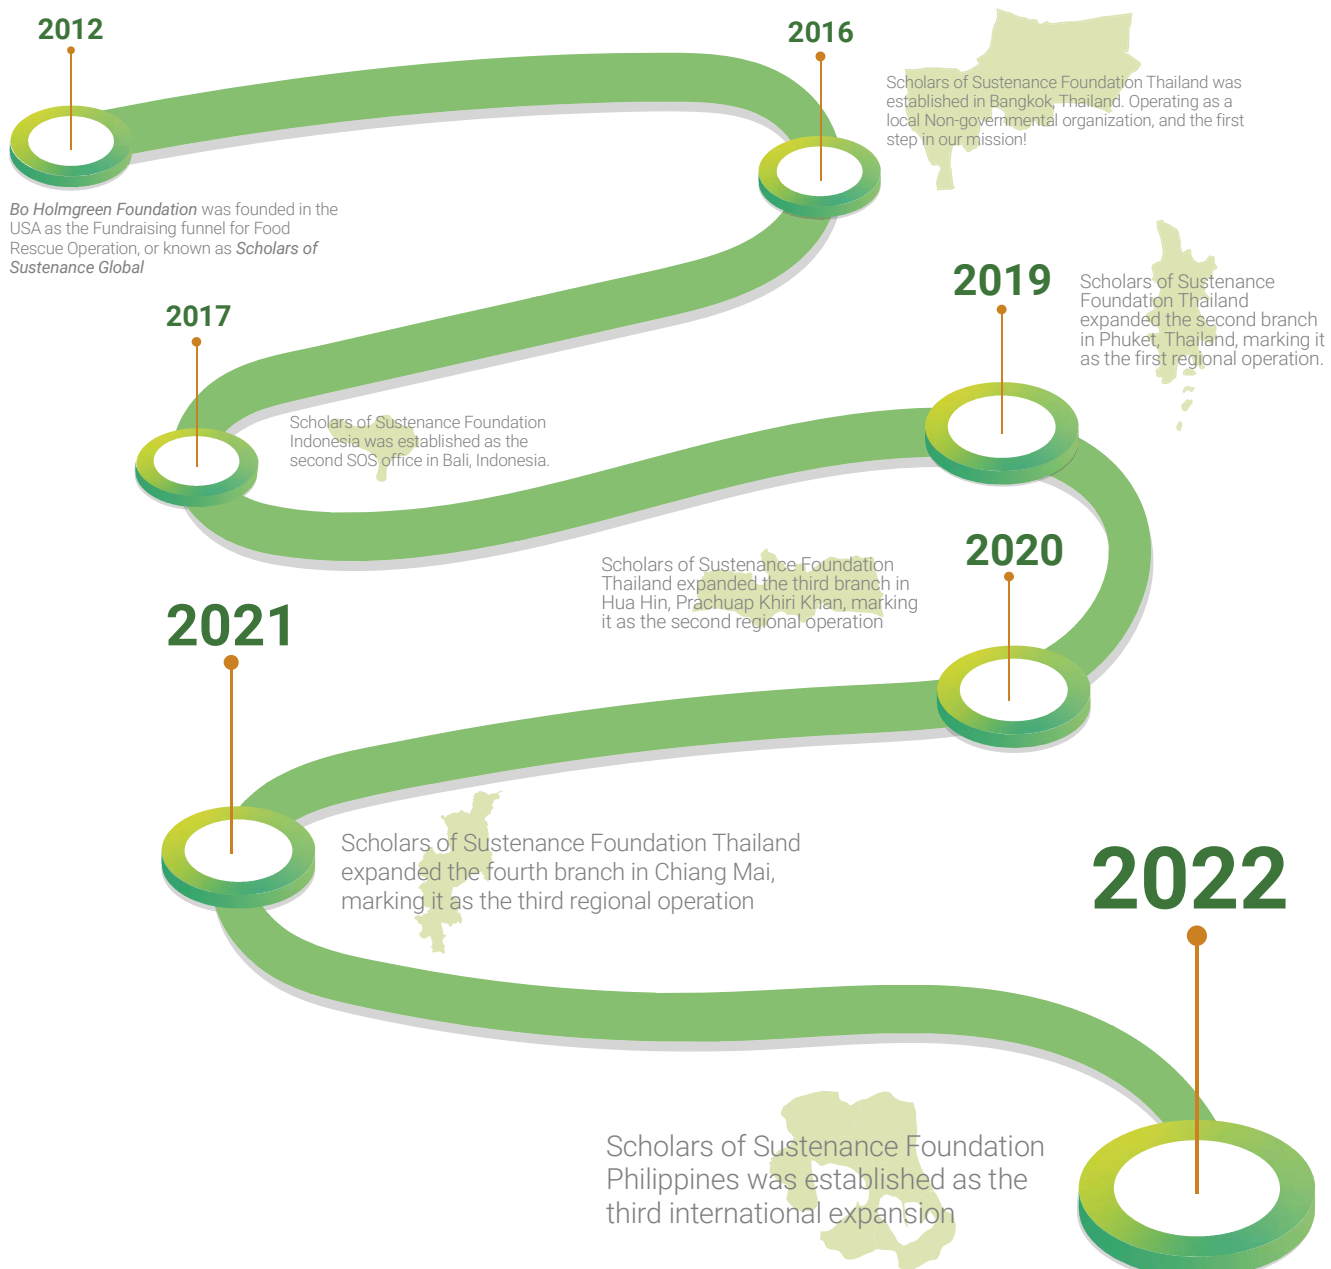 2012
Bo Holmgreen Foundation was founded in the
USA as the Fundraising funnel for Food
Rescue Operation, or known as Scholars of
Sustenance Global
2016
Scholars of Sustenance Foundation Thailand was
established in Bangkok, Thailand. Operating as a
local Non-governmental organization, and the first
step in our mission!
2017
Scholars of Sustenance Foundation
Indonesia was established as the
second SOS office in Bali, Indonesia.
2019
Scholars of Sustenance
Foundation Thailand
expanded the second branch
in Phuket, Thailand, marking it
as the first regional operation.
2020
Scholars of Sustenance Foundation
Thailand expanded the third branch in
Hua Hin, Prachuap Khiri Khan, marking
it as the second regional operation
2021
Scholars of Sustenance Foundation Thailand
expanded the fourth branch in Chiang Mai,
marking it as the third regional operation
2022
Scholars of Sustenance Foundation
Philippines was established as the
third international expansion